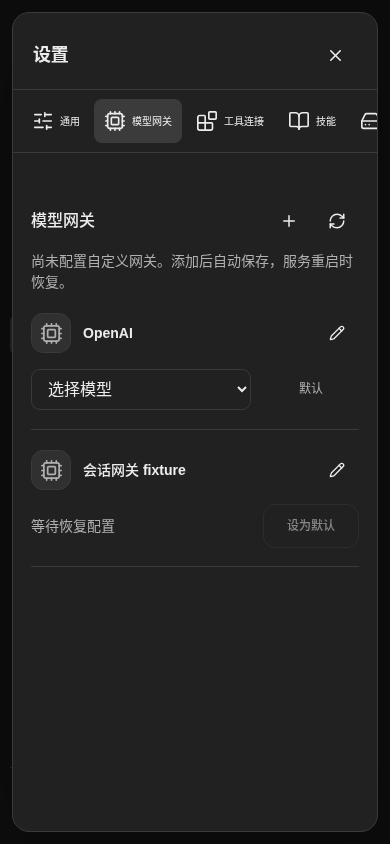 设置
通用
模型网关
工具连接
技能
模型网关
尚未配置自定义网关。添加后自动保存，服务重启时
恢复。
OpenAI
选择模型
默认
会话网关 fixture
等待恢复配置
设为默认